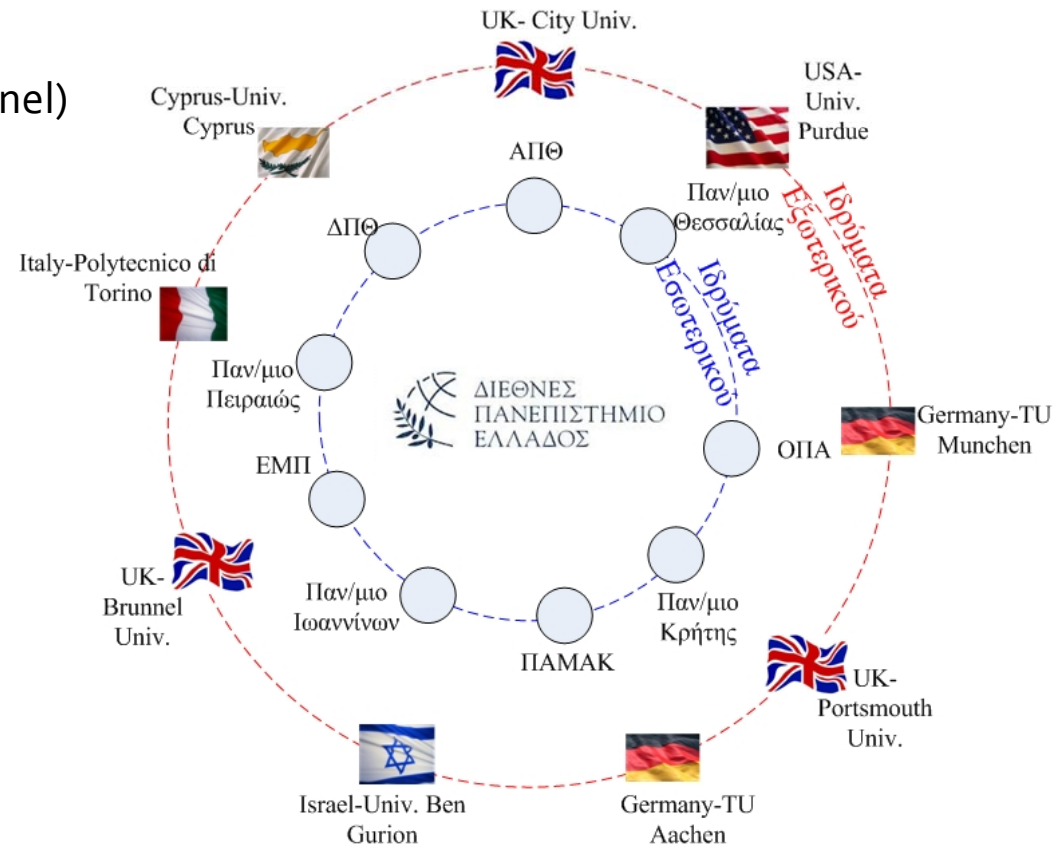 UK- City Univ.
nel)
USA-
Univ.
Purdue
Cyprus-Univ.
Cyprus
ΑΠΘ
Παν/μιο
Θεσσαλίας
Ιδρύματα
Εξωτερικού
ΔΠΘ
Italy-Polytecnico di
Torino
Ιδρύματα
Εσωτερικού
Παν/μιο
Πειραιώς
ΔΙΕΘΝΕΣ
ΠΑΝΕΠΙΣΤΗΜΙΟ
ΕΛΛΑΔΟΣ
Germany-TU
Munchen
ΟΠΑ
ΕΜΠ
UK-
Brunnel
Univ.
Παν/μιο
Ιωαννίνων
Παν/μιο
Κρήτης
ΠΑΜΑΚ
UK-
Portsmouth
Univ.
Israel-Univ. Ben
Gurion
Germany-TU
Aachen